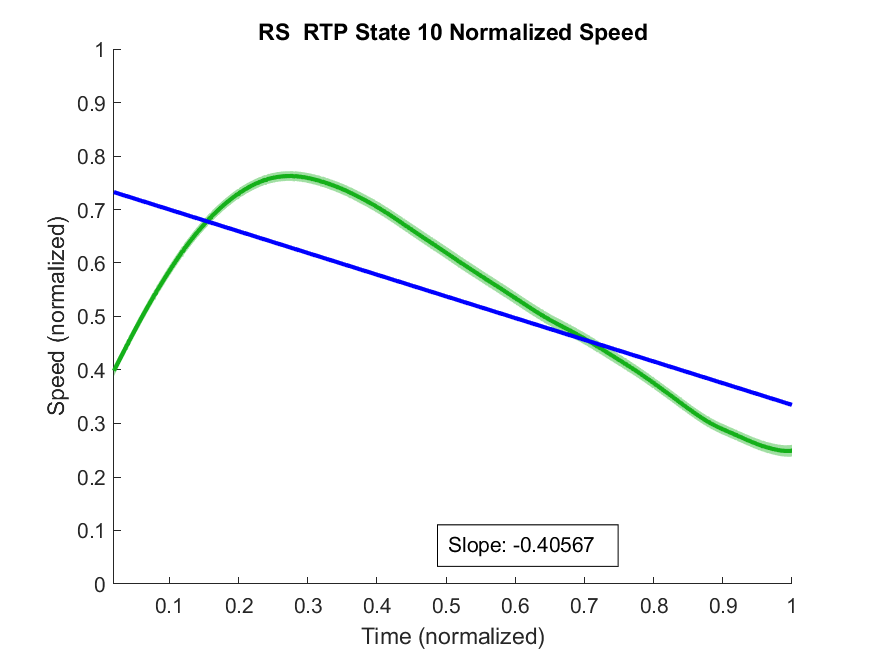 RS  RTP State 10 Normalized Speed
1
0.9
0.8
0.7
0.6
0.5
0.4
0.3
0.2
0.1
0
Speed (normalized)
Slope: -0.40567
0.1 0.2 0.3 0.4 0.5 0.6 0.7 0.8 0.9 1
Time (normalized)